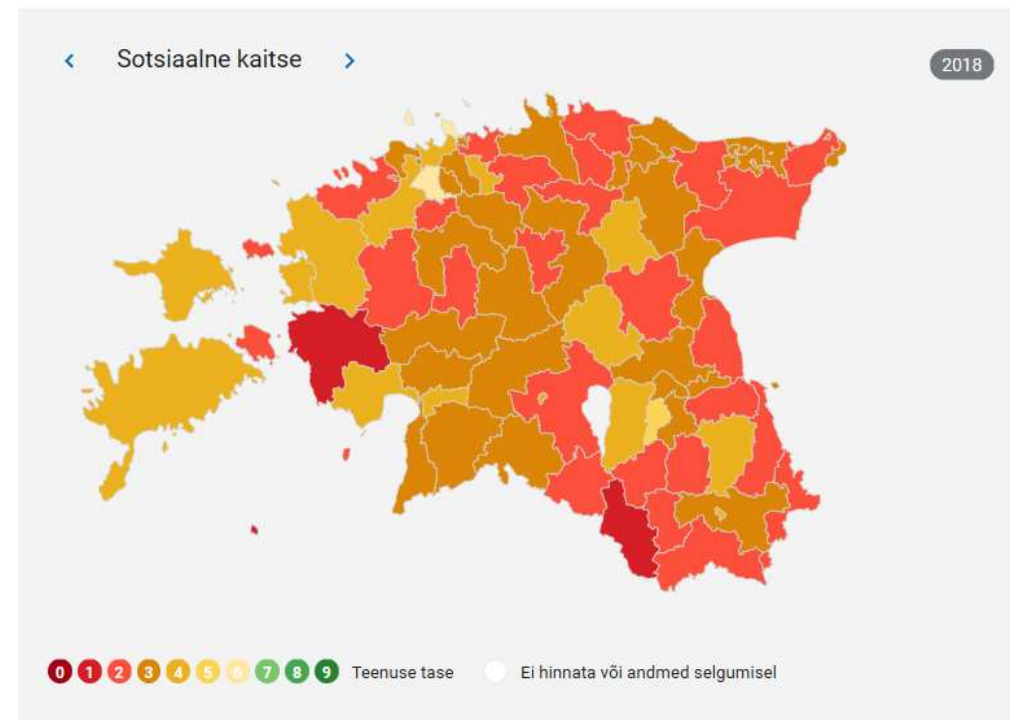 Sotsiaalne kaitse
2018
0 1 2 3 4 5 6 7 8 9 Teenuse tase Ei hinnata või andmed selgumisel